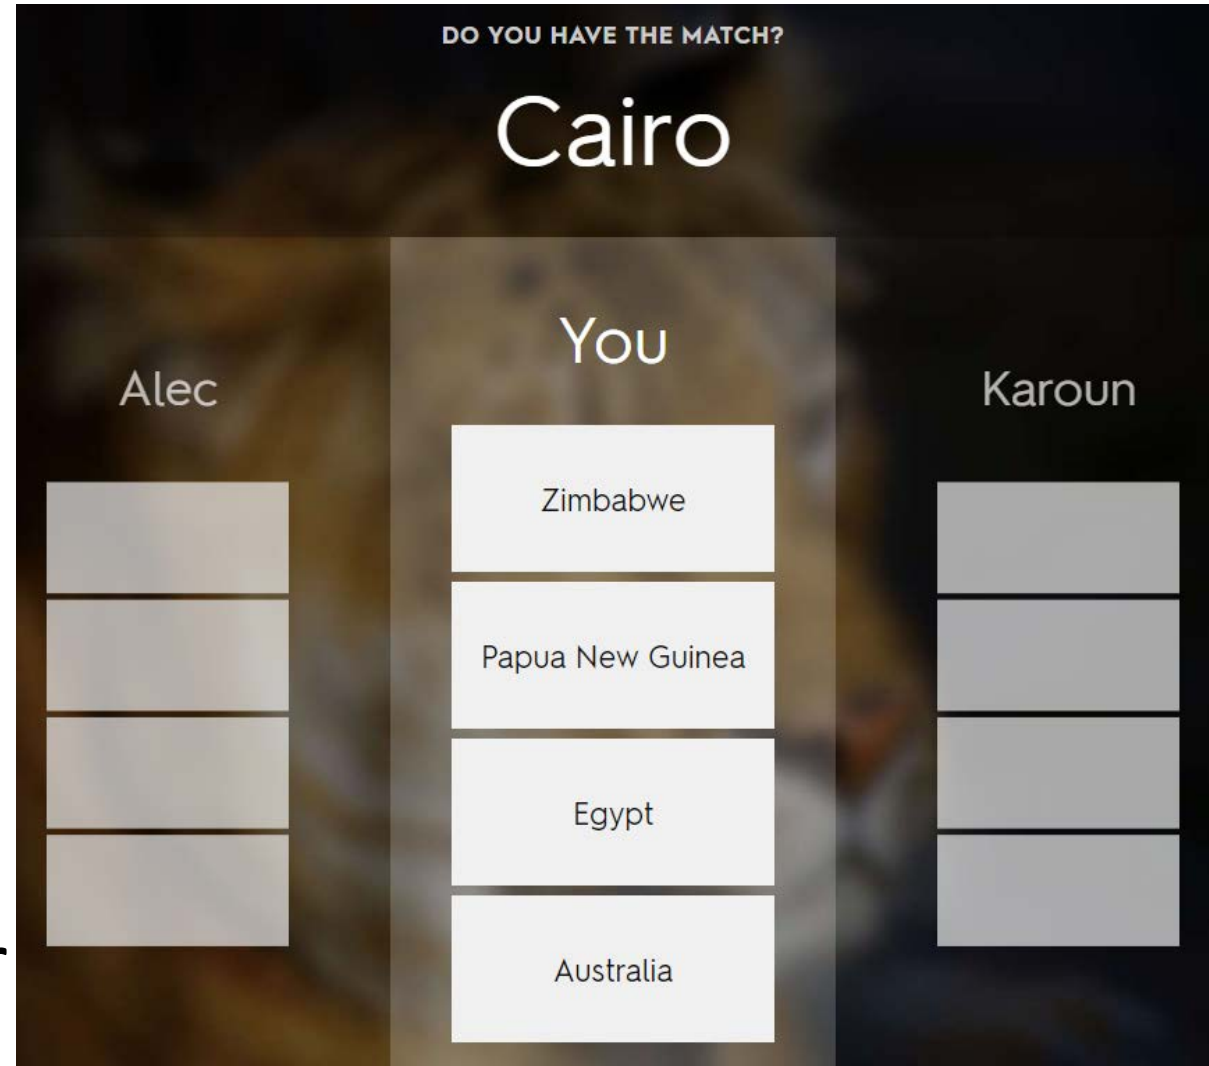 DO YOU HAVE THE MATCH?
Cairo
You
Alec
Karoun
Zimbabwe
Papua New Guinea
Egypt
Australia